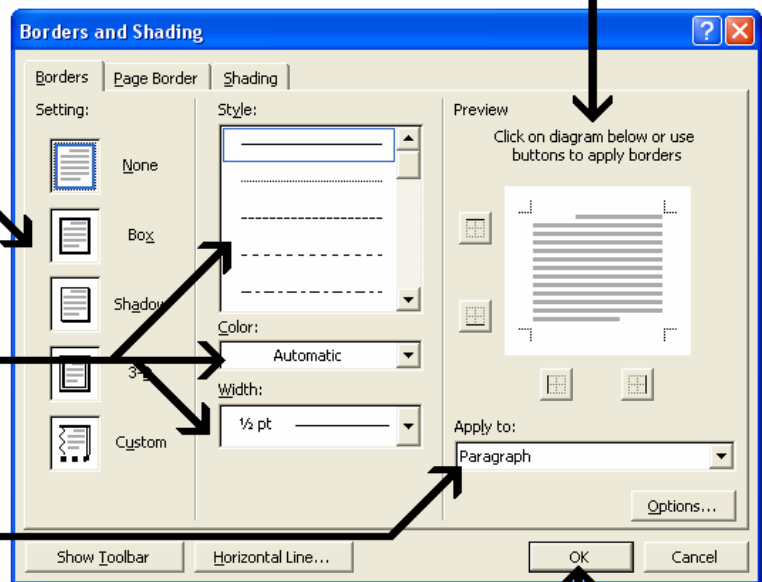 Borders and Shading
Borders
Page Border
Shading
Setting:
None
Box
Shadow
3-D
Custom
Style:
Color:
Automatic
Width:
½ pt
Preview
Click on diagram below or use
buttons to apply borders
Apply to:
Paragraph
Options...
Show Toolbar
Horizontal Line...
OK
Cancel